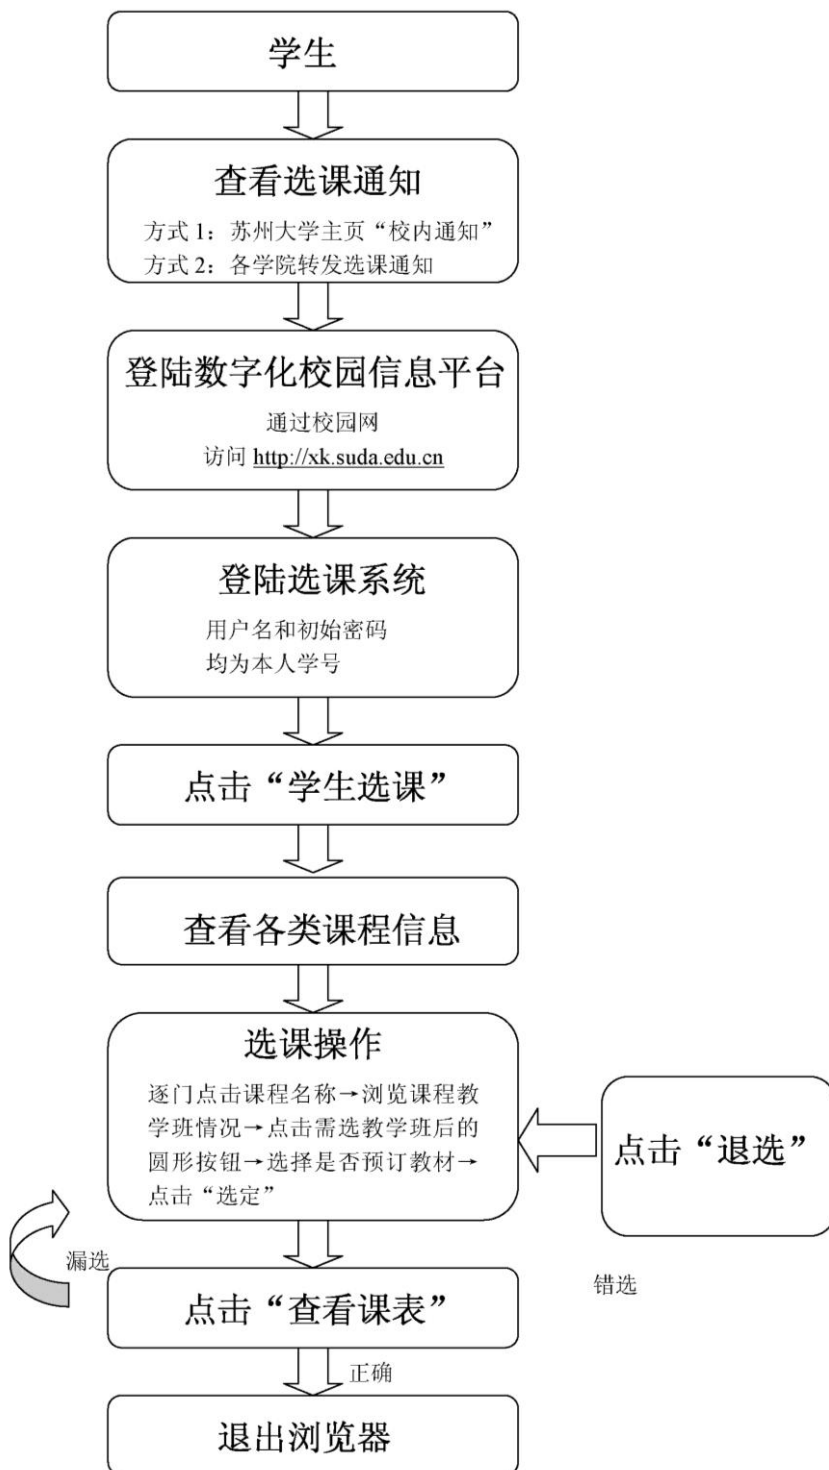 学生
查看选课通知
方式 1：苏州大学主页“校内通知”
方式 2：各学院转发选课通知
登陆数字化校园信息平台
通过校园网
访问 http://xk.suda.edu.cn
登陆选课系统
用户名和初始密码
均为本人学号
点击“学生选课”
查看各类课程信息
选课操作
逐门点击课程名称→浏览课程教
学班情况→点击需选教学班后的
圆形按钮→选择是否预订教材→
点击“选定”
点击“退选”
漏选
错选
点击“查看课表”
正确
退出浏览器